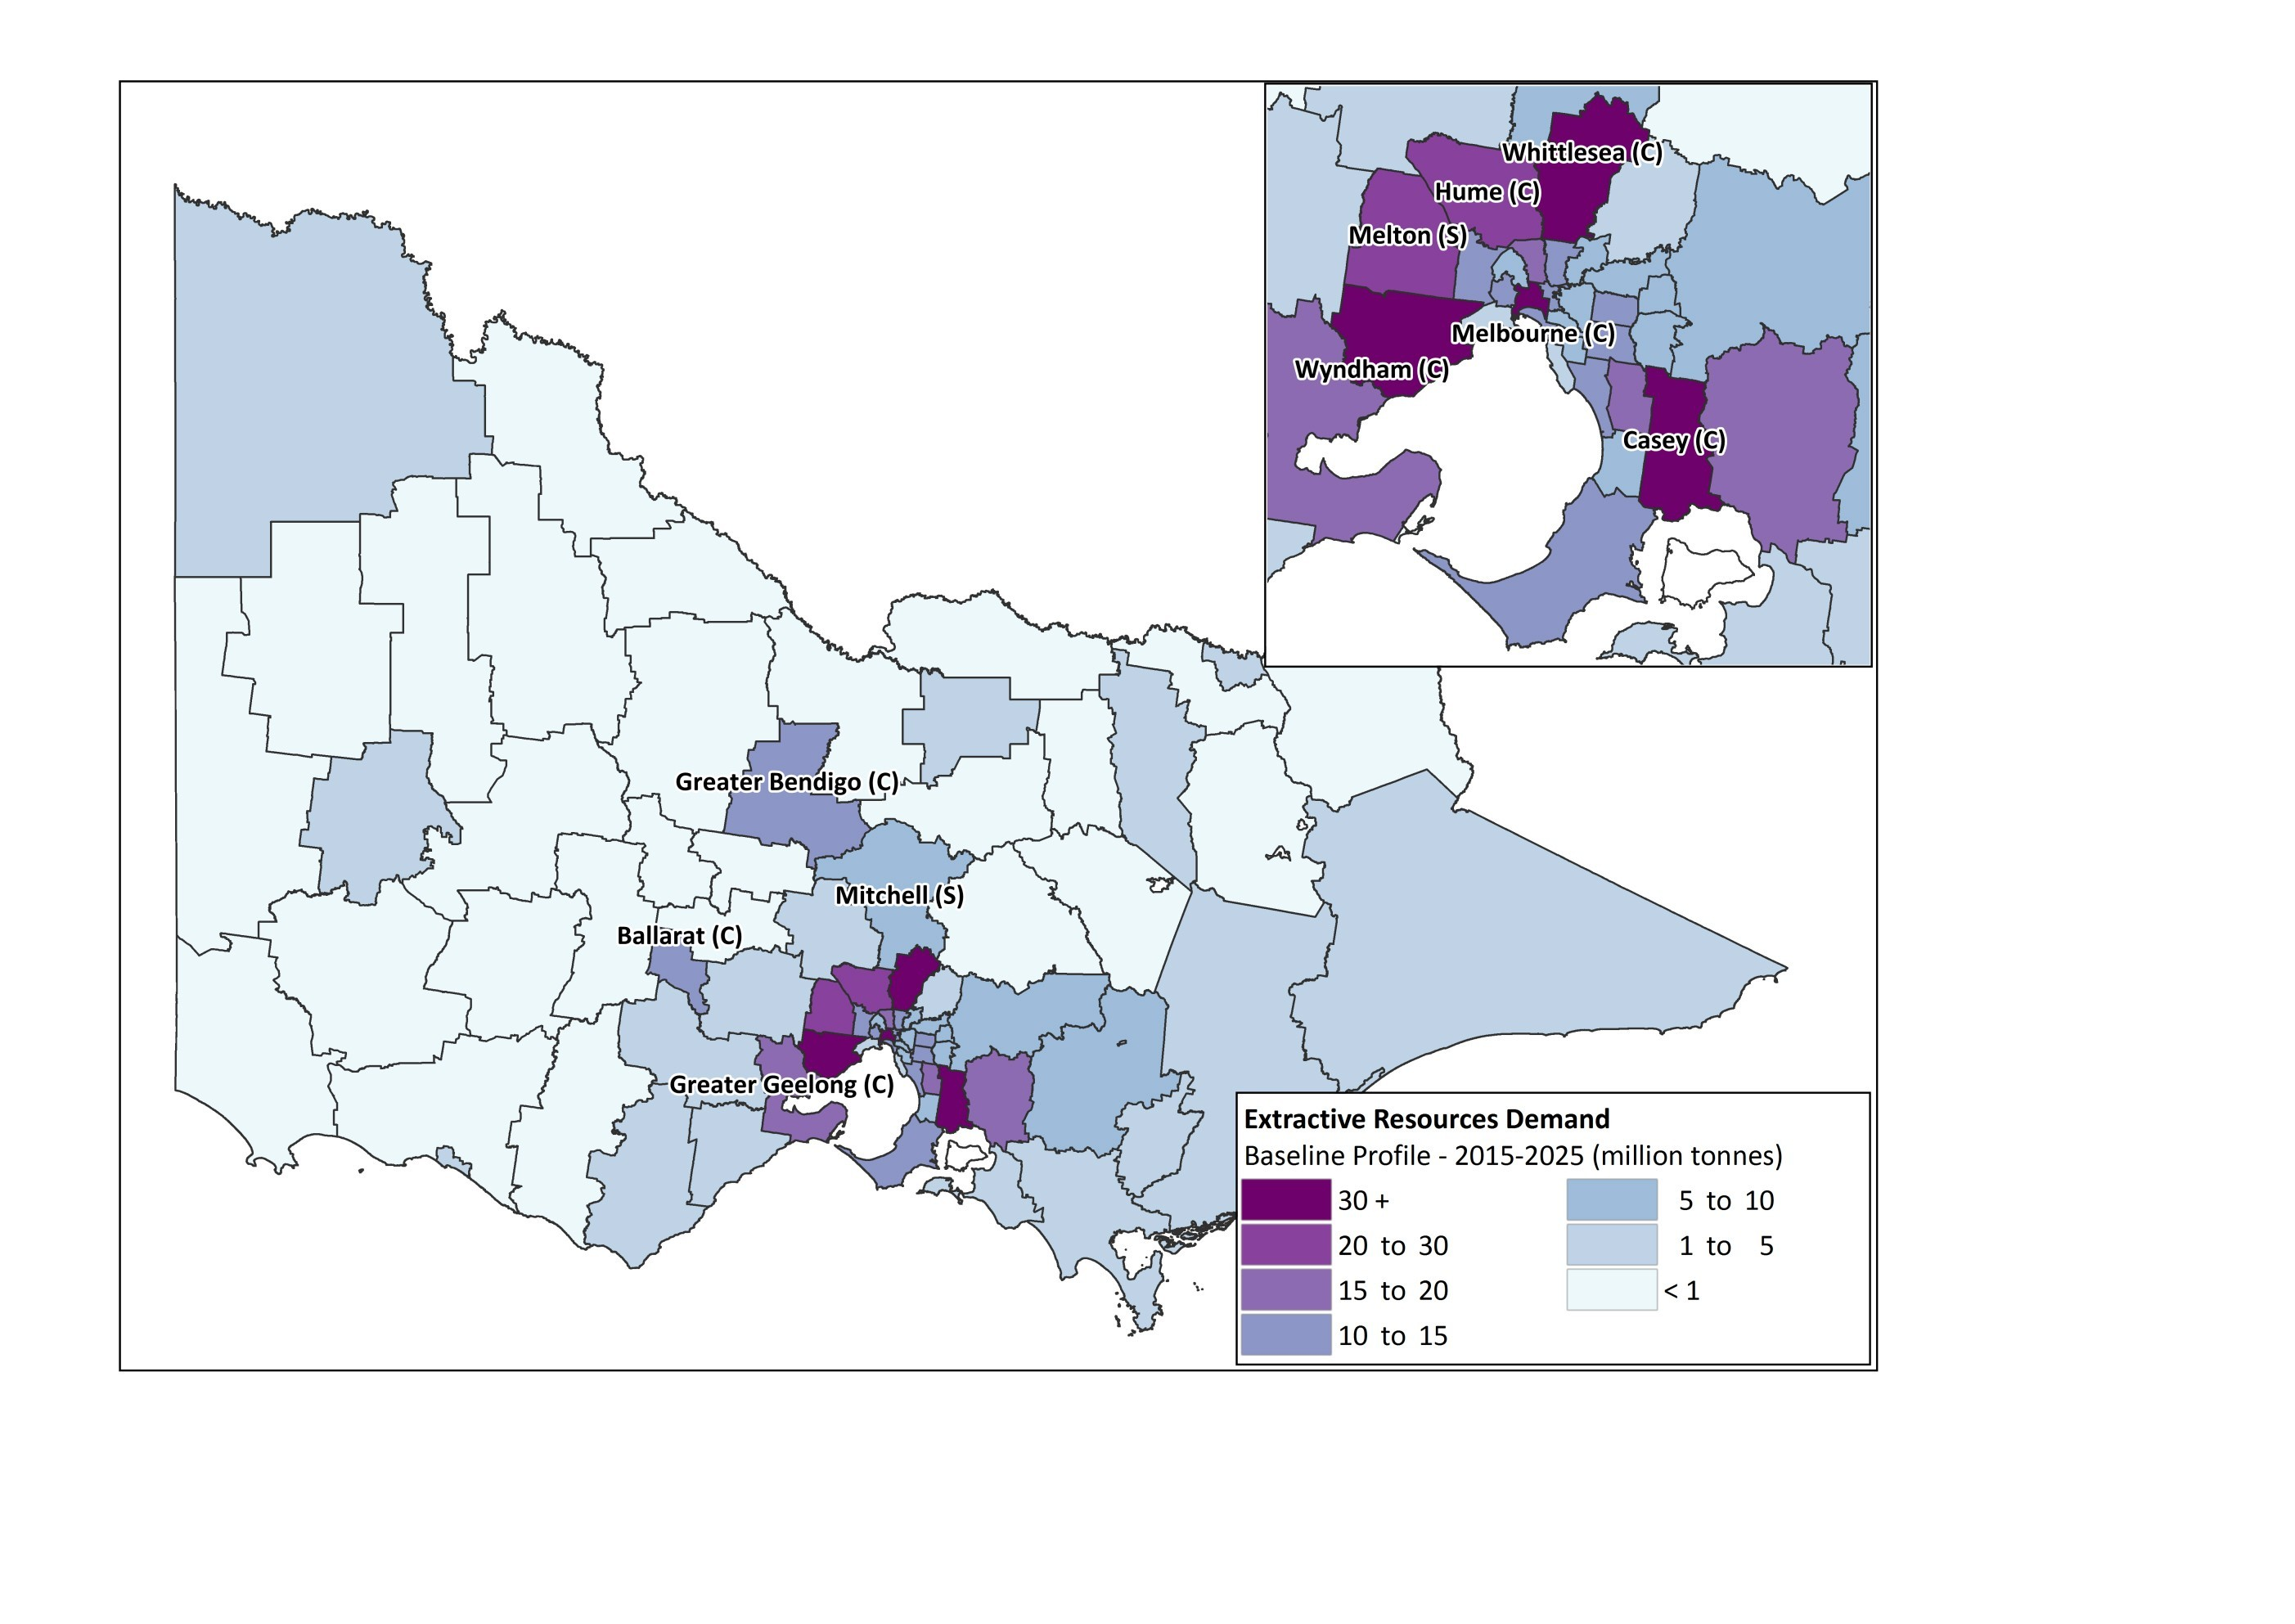 Whittlesea (C)
Hume (C)
Melton (S)
Melbourne (C)
Wyndham (C)
Casey (C)
Greater Bendigo (C)
Mitchell (S)
Ballarat (C)
Greater Geelong (C)
Extractive Resources Demand
Baseline Profile - 2015-2025 (million tonnes)
30 +
20 to 30
15 to 20
10 to 15
5 to 10
1 to 5
< 1